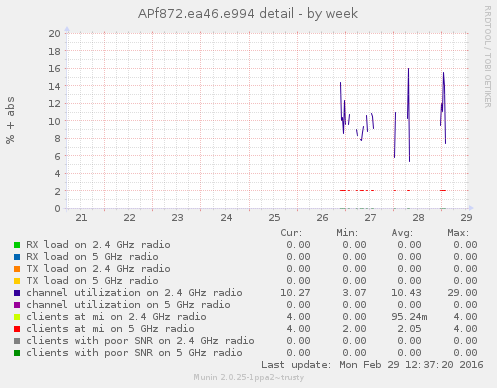 APf872.ea46.e994 detail - by week
RRDTOOL / TOBI OETIKER
% + abs
20
18
16
14
12
10
8
6
4
2
0
21 22 23 24 25 26 27 28 29
Cur: Min: Avg: Max:
RX load on 2.4 GHz radio 0.00 0.00 0.00 0.00
RX load on 5 GHz radio 0.00 0.00 0.00 0.00
TX load on 2.4 GHz radio 0.00 0.00 0.00 0.00
TX load on 5 GHz radio 0.00 0.00 0.00 0.00
channel utilization on 2.4 GHz radio 10.27 3.07 10.43 29.00
channel utilization on 5 GHz radio 0.00 0.00 0.00 0.00
clients at mi on 2.4 GHz radio 4.00 0.00 95.24m 4.00
clients at mi on 5 GHz radio 4.00 2.00 2.05 4.00
clients with poor SNR on 2.4 GHz radio 0.00 0.00 0.00 0.00
clients with poor SNR on 5 GHz radio 0.00 0.00 0.00 0.00
Last update: Mon Feb 29 12:37:20 2016
Munin 2.0.25-1ppa2~trusty